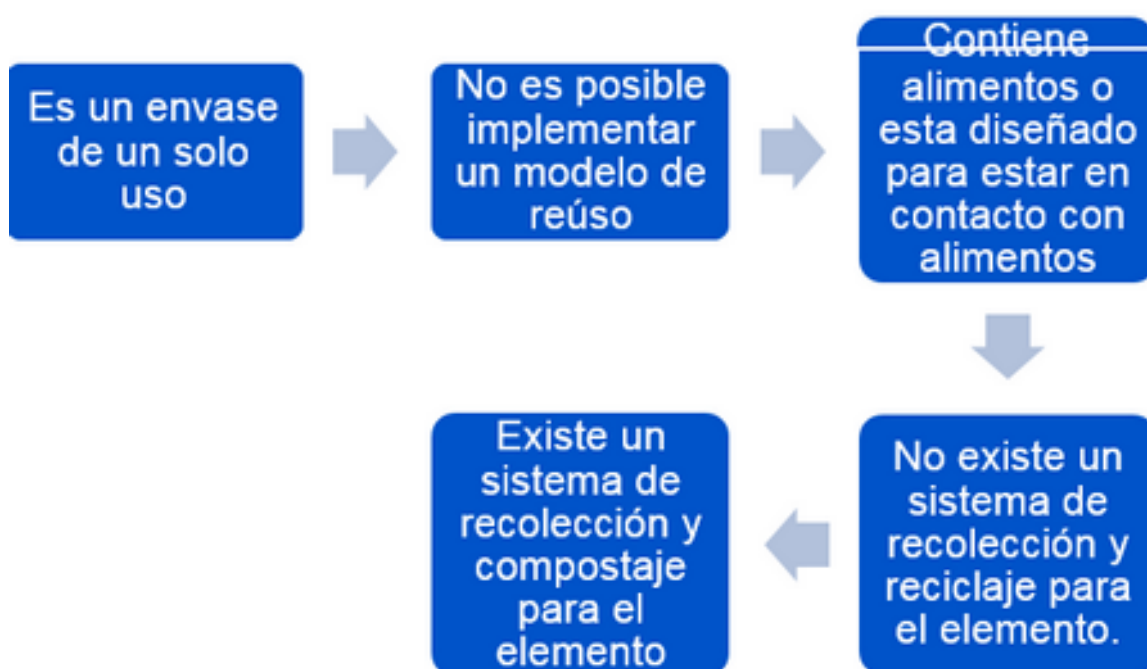 Es un envase
de un solo
uso
No es posible
implementar
un modelo de
reúso
Contiene
alimentos o
esta diseñado
para estar en
contacto con
alimentos
No existe un
sistema de
recolección y
reciclaje para
el elemento.
Existe un
sistema de
recolección y
compostaje
para el
elemento